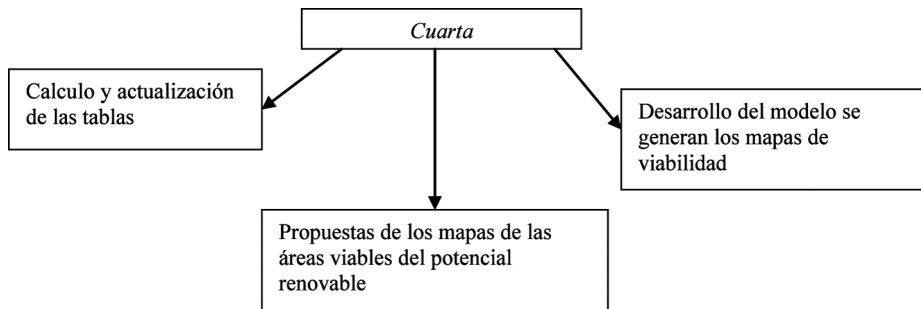 Cuarta
Calculo y actualización
de las tablas
Desarrollo del modelo se
generan los mapas de
viabilidad
Propuestas de los mapas de las
áreas viables del potencial
renovable